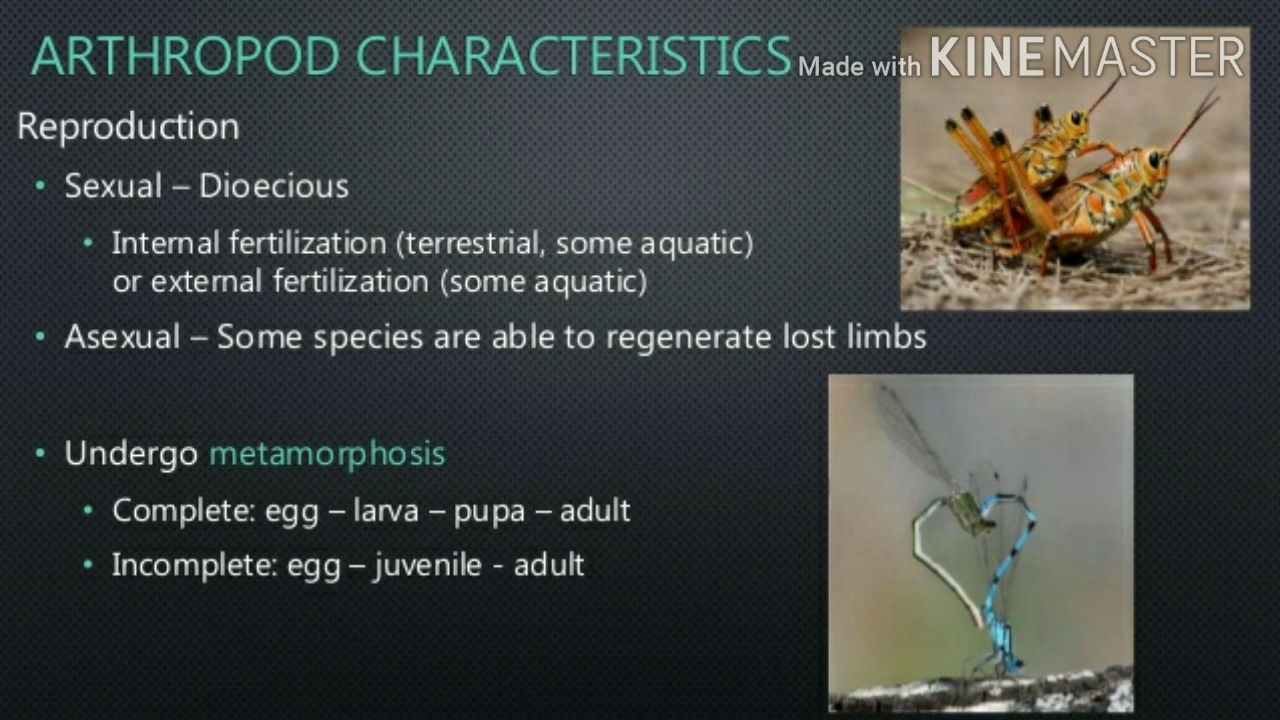 ARTHROPOD CHARACTERISTICS
Made with KINEMASTER
Reproduction
• Sexual – Dioecious
• Internal fertilization (terrestrial, some aquatic)
or external fertilization (some aquatic)
• Asexual – Some species are able to regenerate lost limbs
• Undergo metamorphosis
• Complete: egg – larva – pupa – adult
• Incomplete: egg – juvenile - adult